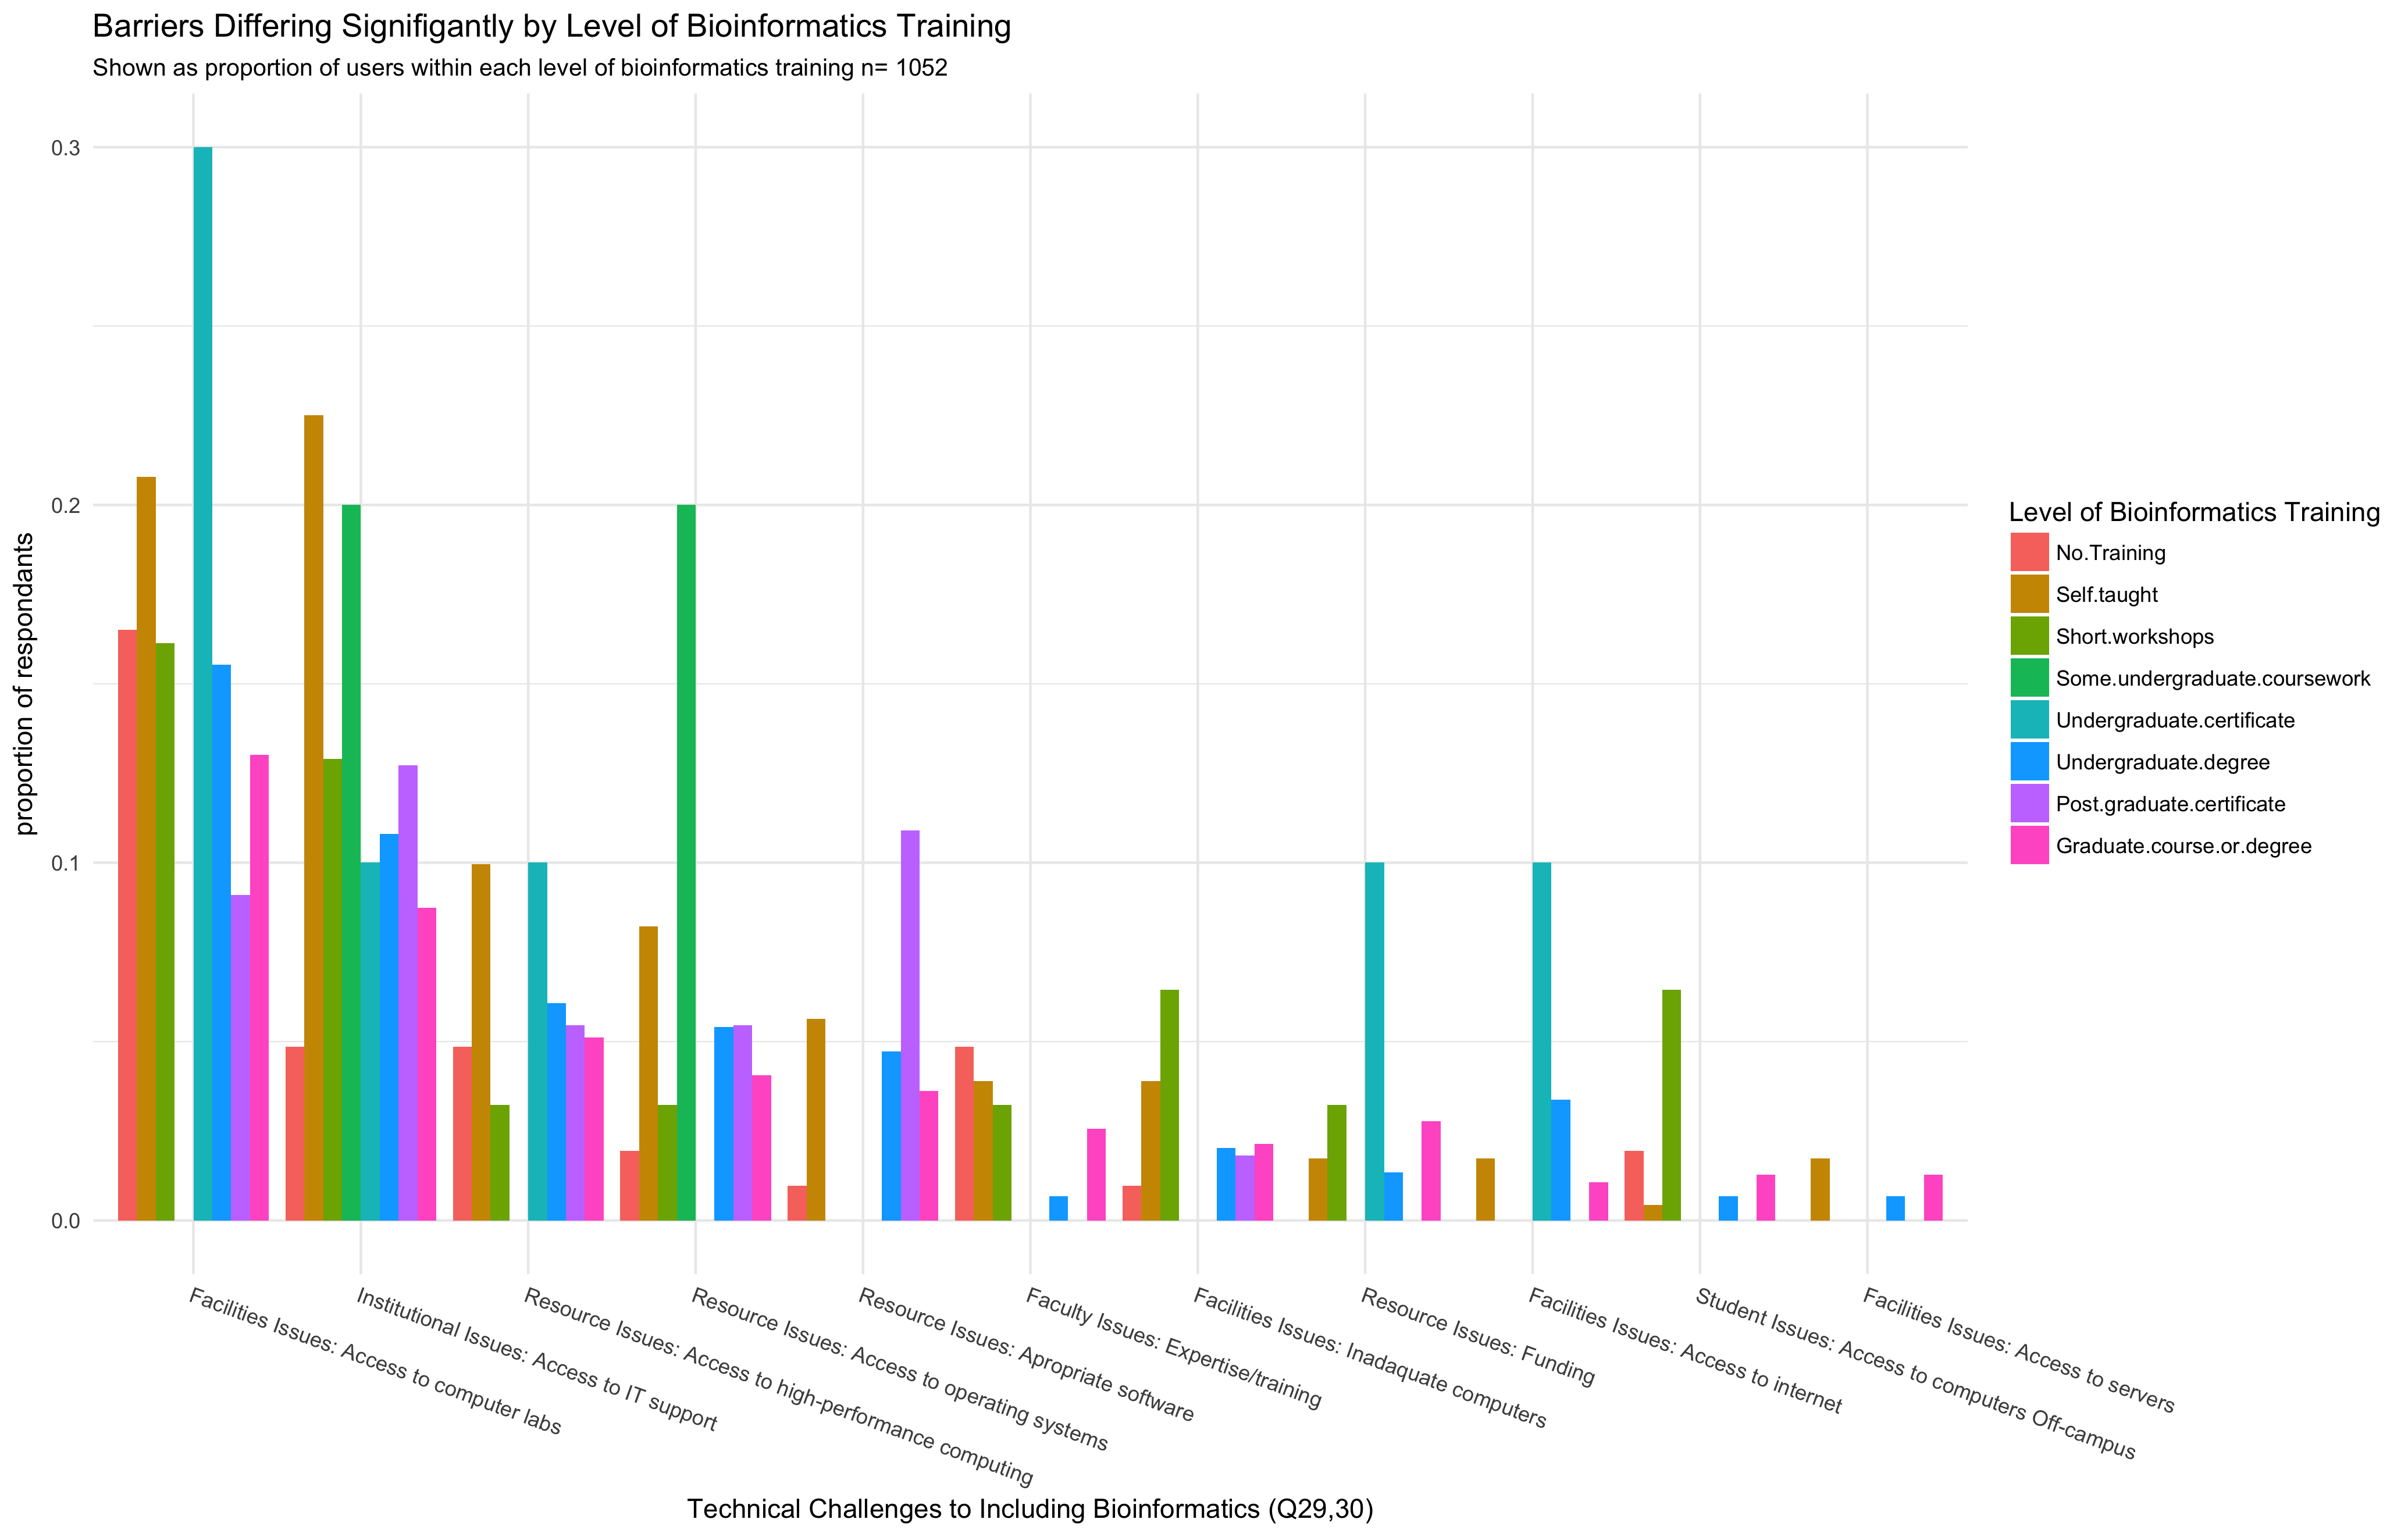 Barriers Differing Signifigantly by Level of Bioinformatics Training
Shown as proportion of users within each level of bioinformatics training n= 1052
proportion of respondants
0.3
0.2
0.1
0.0
Facilities Issues: Access to computer labs
Institutional Issues: Access to IT support
Resource Issues: Access to high-performance computing
Resource Issues: Access to operating systems
Resource Issues: Apropriate software
Faculty Issues: Expertise/training
Facilities Issues: Inadaquate computers
Resource Issues: Funding
Facilities Issues: Access to internet
Student Issues: Access to computers Off-campus
Facilities Issues: Access to servers
Technical Challenges to Including Bioinformatics (Q29,30)
Level of Bioinformatics Training
No.Training
Self.taught
Short.workshops
Some.undergraduate.coursework
Undergraduate.certificate
Undergraduate.degree
Post.graduate.certificate
Graduate.course.or.degree